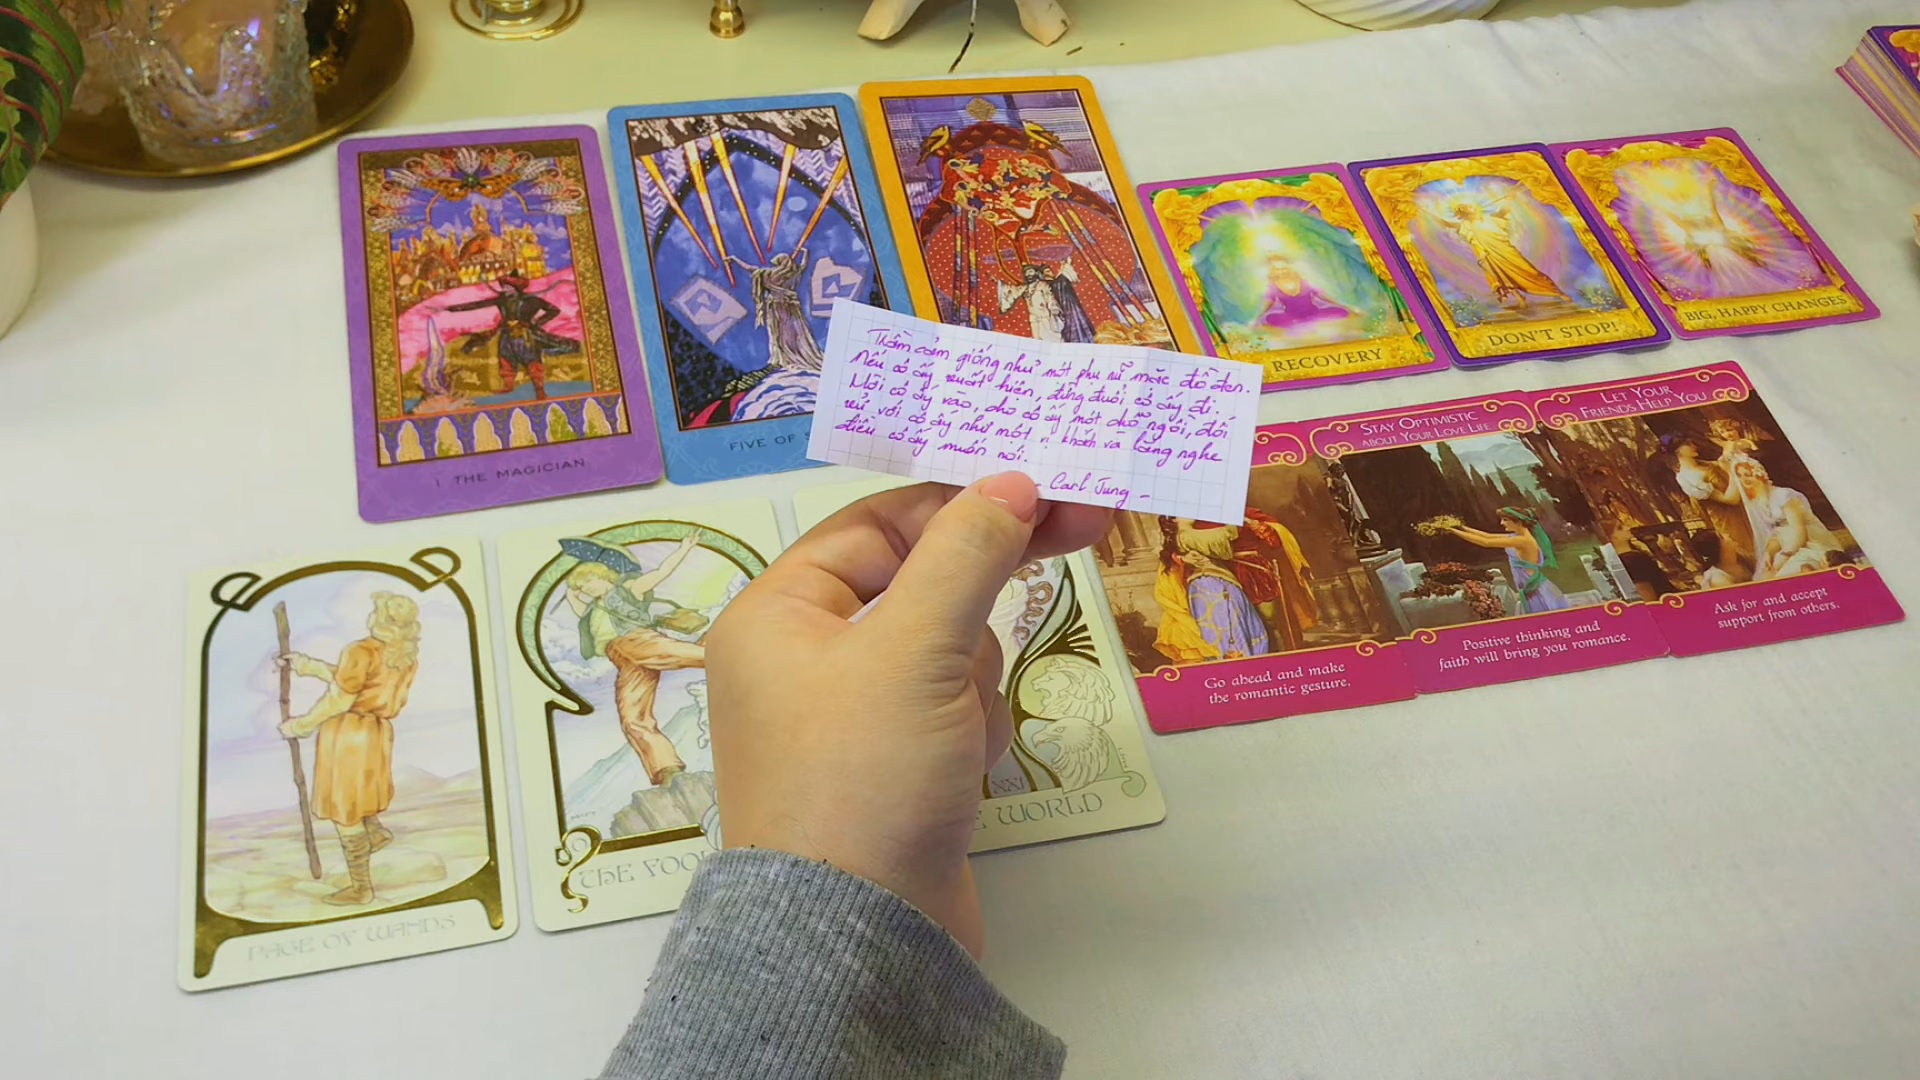 I THE MAGICIAN
FIVE OF S
RECOVERY
DON'T STOP!
BIG, HAPPY CHANGES
Trầm cảm giống như một phụ nữ mặc đồ đen.
Nếu cô ấy xuất hiện, đừng đuổi cô ấy đi.
Mời cô ấy vào, cho cô ấy một chỗ ngồi, đối
xử với cô ấy như một vị khách và lắng nghe
điều cô ấy muốn nói.
- Carl Jung -
STAY OPTIMISTIC
ABOUT YOUR LOVE LIFE
LET YOUR
FRIENDS HELP YOU
Go ahead and make
the romantic gesture.
Positive thinking and
faith will bring you romance.
Ask for and accept
support from others.
PAGE OF WANDS
THE FOOL
XXI
E WORLD